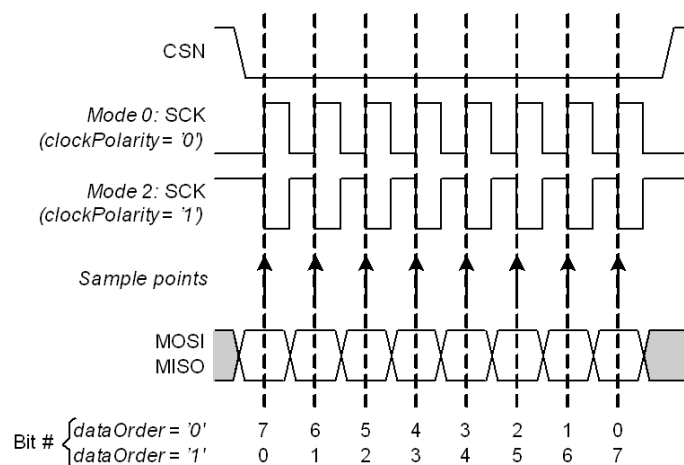 CSN
Mode 0: SCK
(clockPolarity = '0')
Mode 2: SCK
(clockPolarity = '1')
Sample points
MOSI
MISO
Bit #
dataOrder = '0' 7 6 5 4 3 2 1 0
dataOrder = '1' 0 1 2 3 4 5 6 7